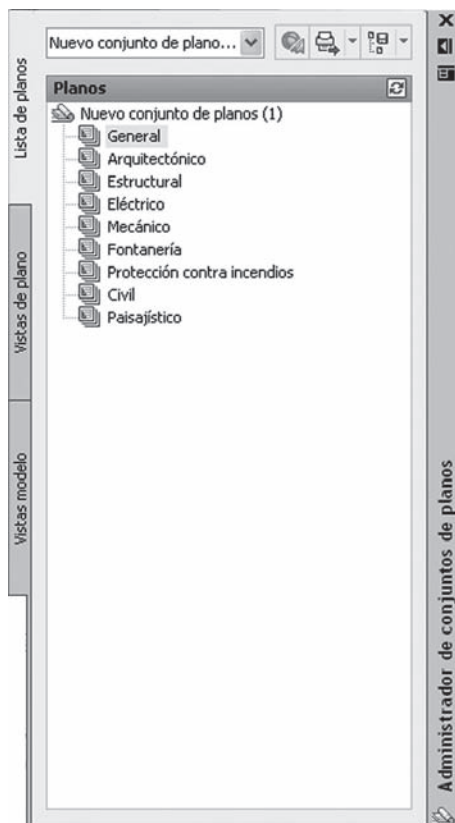 Nuevo conjunto de plano...
Planos
Nuevo conjunto de planos (1)
General
Arquitectónico
Estructural
Eléctrico
Mecánico
Fontanería
Protección contra incendios
Civil
Paisajístico
Lista de planos
Vistas de plano
Vistas modelo
Administrador de conjuntos de planos